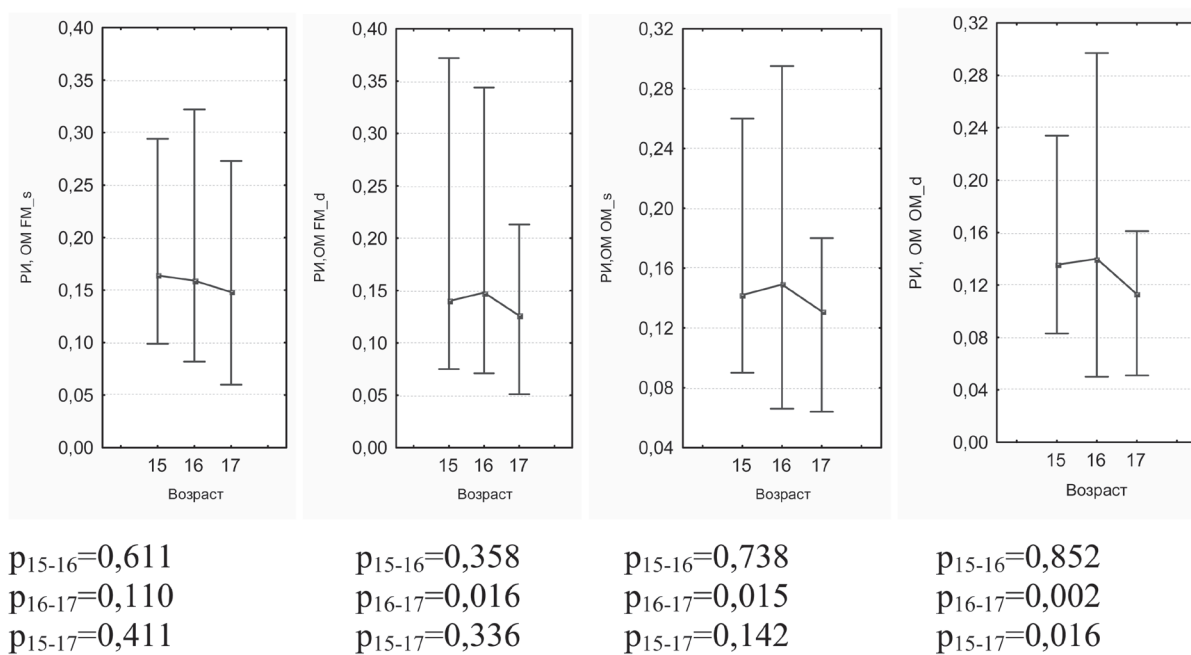 РИ, ОМ FM_s
0,40
0,35
0,30
0,25
0,20
0,15
0,10
0,05
0,00
15 16 17
Возраст
РИ,ОМ FM_d
0,40
0,35
0,30
0,25
0,20
0,15
0,10
0,05
0,00
15 16 17
Возраст
РИ,ОМ OM_s
0,32
0,28
0,24
0,20
0,16
0,12
0,08
0,04
15 16 17
Возраст
РИ, ОМ OM_d
0,32
0,28
0,24
0,20
0,16
0,12
0,08
0,04
0,00
15 16 17
Возраст
p15-16=0,611
p16-17=0,110
p15-17=0,411
p15-16=0,358
p16-17=0,016
p15-17=0,336
p15-16=0,738
p16-17=0,015
p15-17=0,142
p15-16=0,852
p16-17=0,002
p15-17=0,016